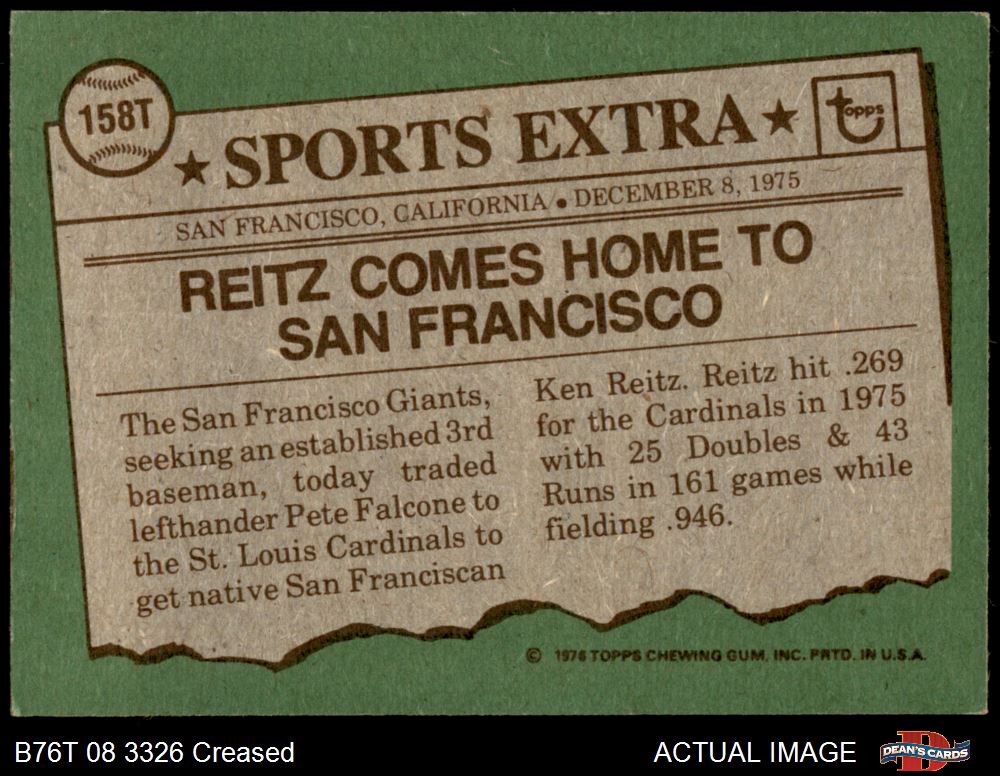 158T
★ SPORTS EXTRA ★
topps
SAN FRANCISCO, CALIFORNIA • DECEMBER 8, 1975
REITZ COMES HOME TO
SAN FRANCISCO
The San Francisco Giants,
seeking an established 3rd
baseman, today traded
lefthander Pete Falcone to
the St. Louis Cardinals to
get native San Franciscan
Ken Reitz. Reitz hit .269
for the Cardinals in 1975
with 25 Doubles & 43
Runs in 161 games while
fielding .946.
© 1976 TOPPS CHEWING GUM, INC. PRTD. IN U.S.A.
B76T 08 3326 Creased
ACTUAL IMAGE
DEAN'S CARDS